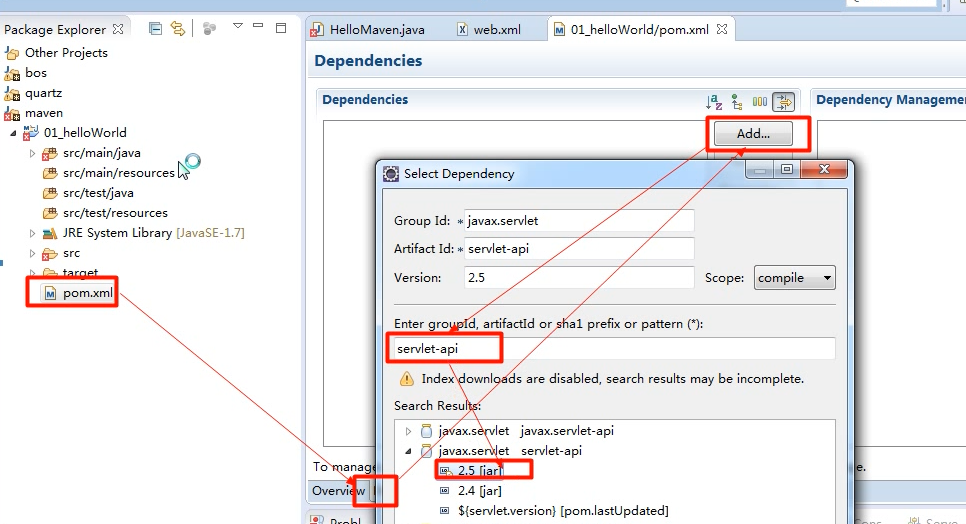 Package Explorer
Other Projects
bos
quartz
maven
01_helloWorld
src/main/java
src/main/resources
src/test/java
src/test/resources
JRE System Library [JavaSE-1.7]
src
target
pom.xml
HelloMaven.java
web.xml
01_helloWorld/pom.xml
Dependencies
Dependencies
Dependency Manageme
Add...
Select Dependency
Group Id: * javax.servlet
Artifact Id: * servlet-api
Version: 2.5 Scope: compile
Enter groupId, artifactId or sha1 prefix or pattern (*):
servlet-api
Index downloads are disabled, search results may be incomplete.
Search Results:
javax.servlet javax.servlet-api
javax.servlet servlet-api
2.5 [jar]
2.4 [jar]
${servlet.version} [pom.lastUpdated]
To manage
e.
Overview